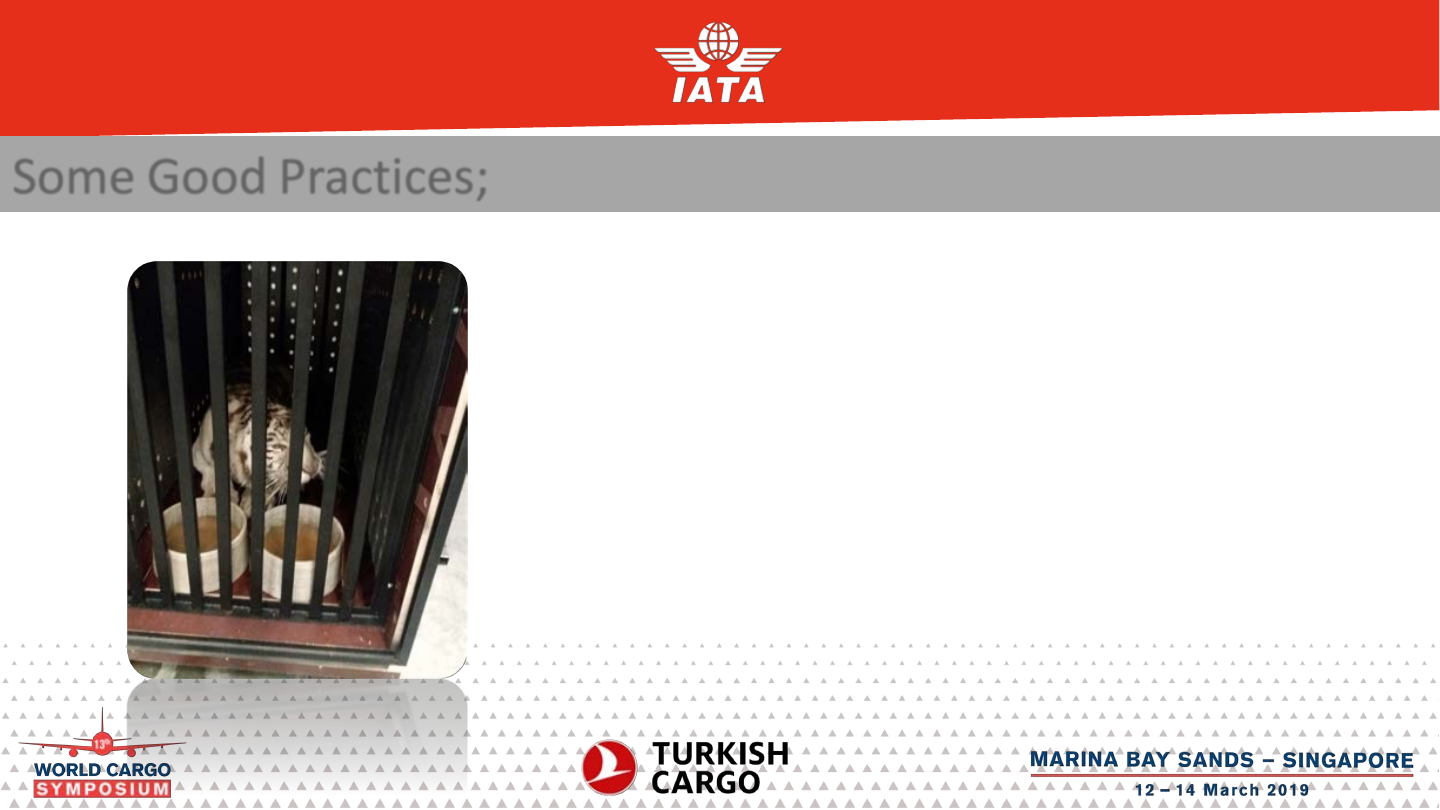 IATA
Some Good Practices;
13th
WORLD CARGO
SYMPOSIUM
TURKISH
CARGO
MARINA BAY SANDS – SINGAPORE
12 – 14 March 2019